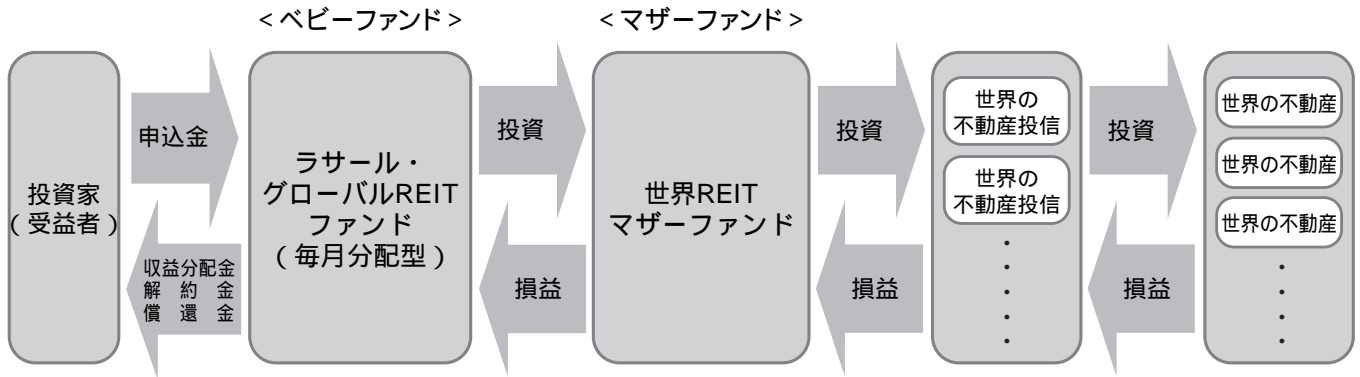 <ベビーファンド>
<マザーファンド>
投資家
(受益者)
申込金
収益分配金
解約金
償還金
ラサール・
グローバルREIT
ファンド
(毎月分配型)
投資
損益
世界REIT
マザーファンド
投資
損益
世界の
不動産投信
世界の
不動産投信
・
・
・
・
・
投資
損益
世界の不動産
世界の不動産
世界の不動産
・
・
・
・